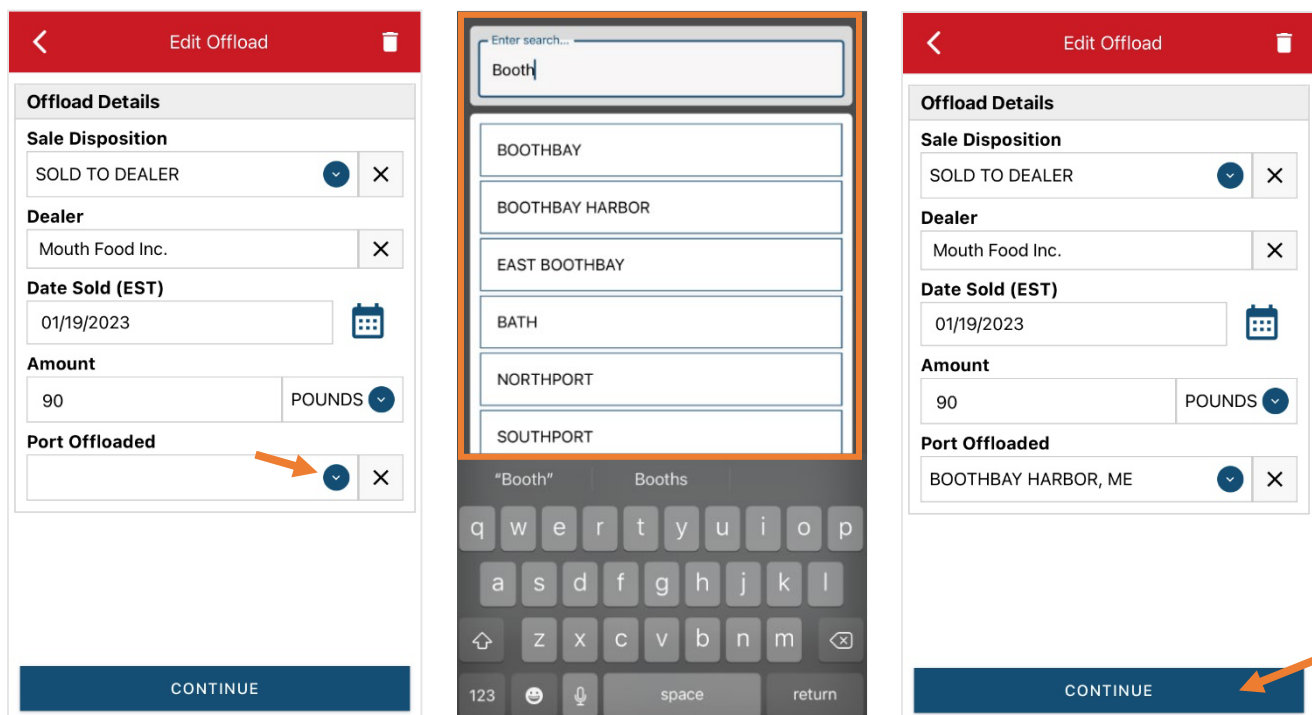 Edit Offload
Offload Details
Sale Disposition
SOLD TO DEALER
Dealer
Mouth Food Inc.
Date Sold (EST)
01/19/2023
Amount
90 POUNDS
Port Offloaded
CONTINUE
Enter search...
Booth
BOOTHBAY
BOOTHBAY HARBOR
EAST BOOTHBAY
BATH
NORTHPORT
SOUTHPORT
"Booth" Booths
q w e r t y u i o p
a s d f g h j k l
z x c v b n m
123 space return
Edit Offload
Offload Details
Sale Disposition
SOLD TO DEALER
Dealer
Mouth Food Inc.
Date Sold (EST)
01/19/2023
Amount
90 POUNDS
Port Offloaded
BOOTHBAY HARBOR, ME
CONTINUE